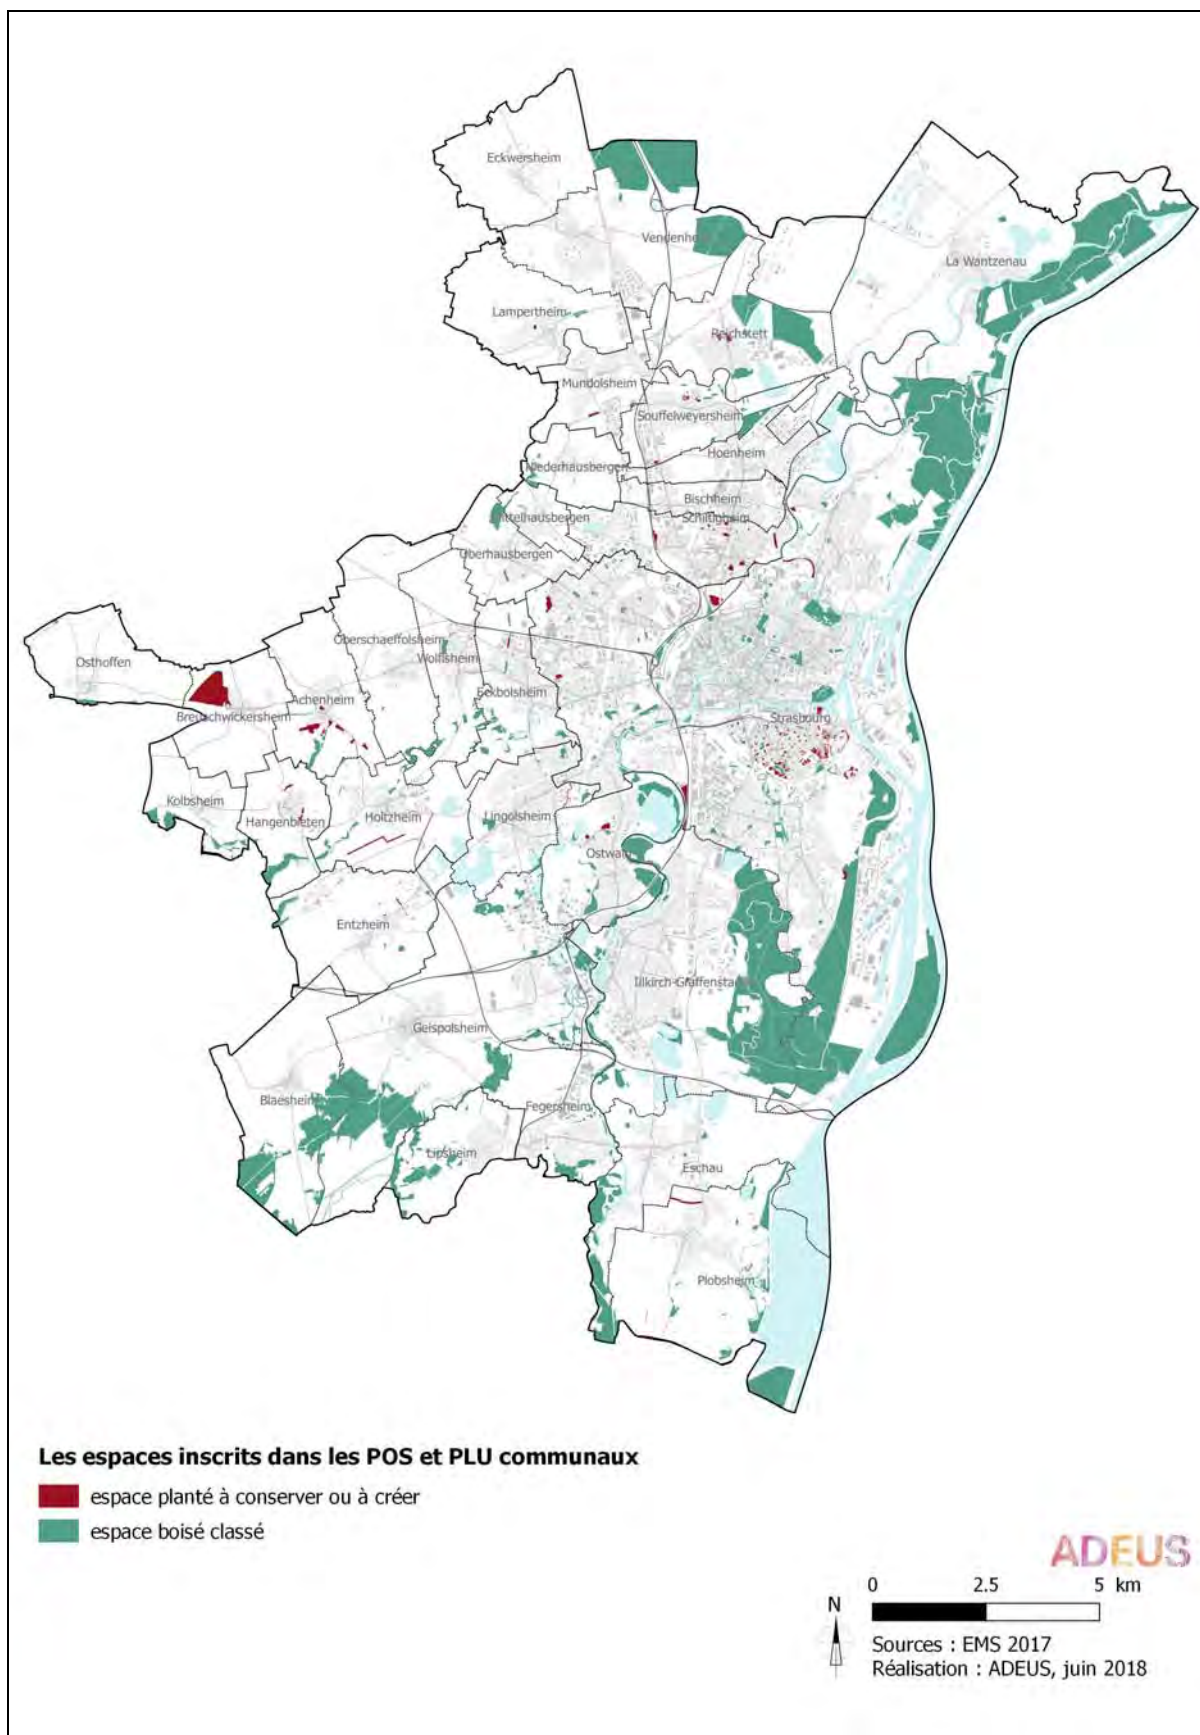 Eckwersheim
Vendenheim
La Wantzenau
Lampertheim
Reichstett
Mundolsheim
Souffelweyersheim
Hoenheim
Niederhausbergen
Bischheim
Mittelhausbergen
Schiltigheim
Oberhausbergen
Oberschaeffolsheim
Wolfisheim
Osthoffen
Achenheim
Eckbolsheim
Breuschwickersheim
Strasbourg
Kolbsheim
Hangenbieten
Holtzheim
Lingolsheim
Ostwald
Entzheim
Illkirch-Graffenstaden
Geispolsheim
Blaesheim
Fegersheim
Lipsheim
Eschau
Plobsheim
Les espaces inscrits dans les POS et PLU communaux
espace planté à conserver ou à créer
espace boisé classé
ADEUS
0 2.5 5 km
N
Sources : EMS 2017
Réalisation : ADEUS, juin 2018